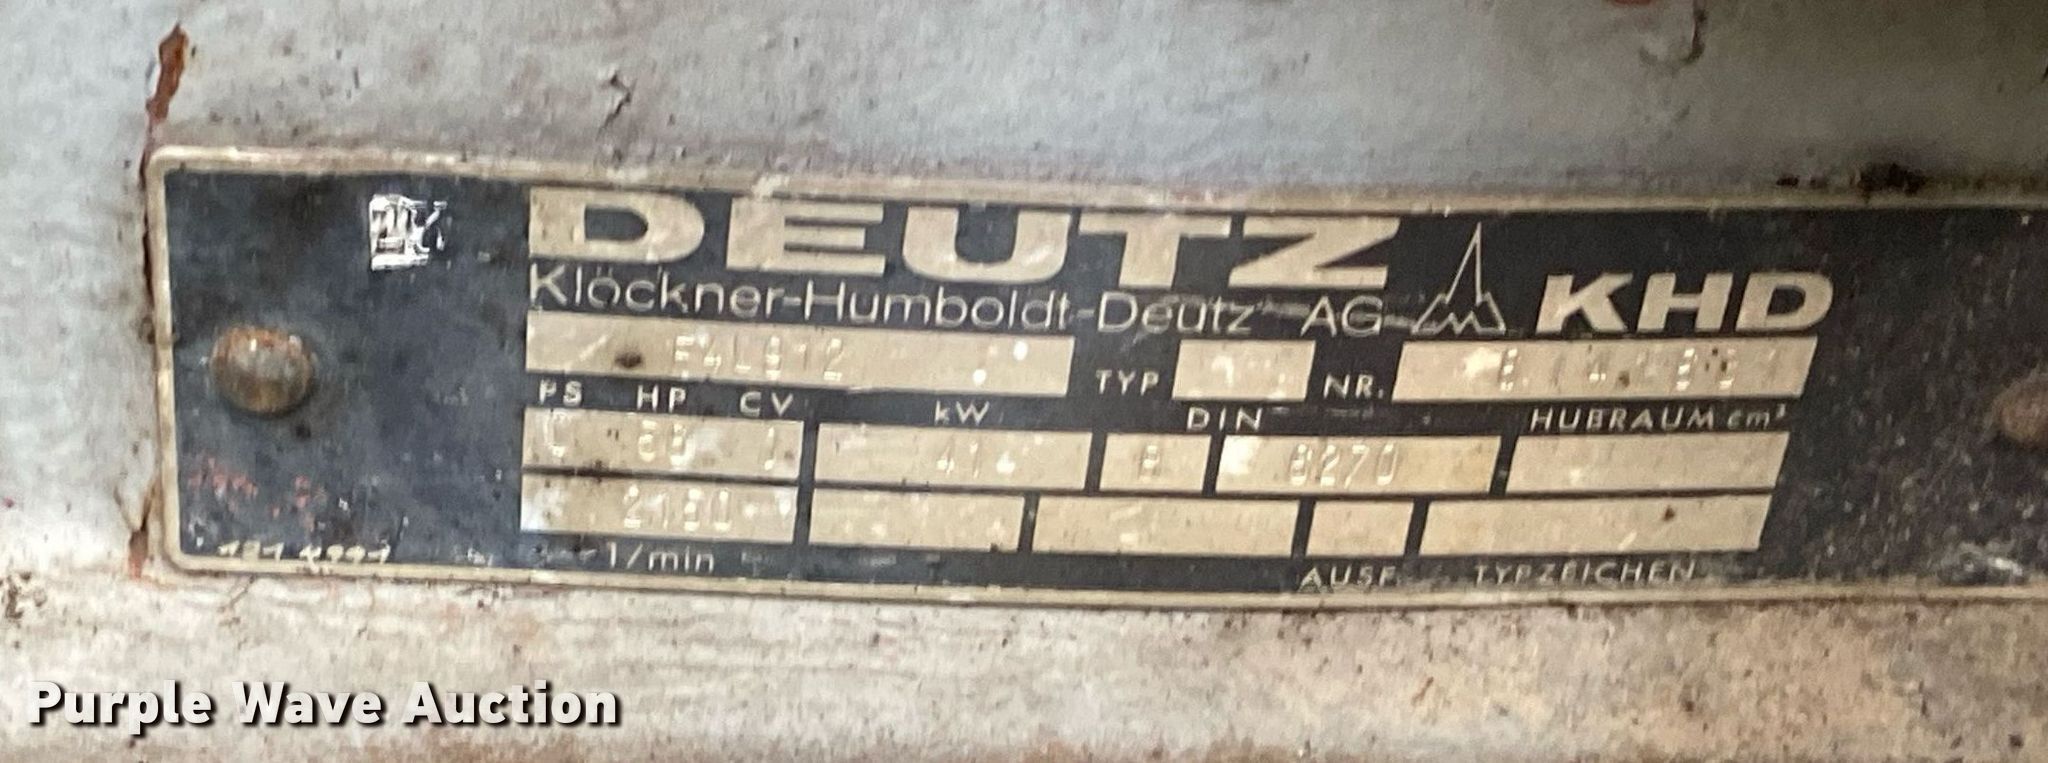 DEUTZ
Klöckner-Humboldt-Deutz AG KHD
F4L912 TYP NR.
PS HP CV kW DIN HUBRAUM cm³
41 B 6270
1/min AUSF. TYPZEICHEN
Purple Wave Auction